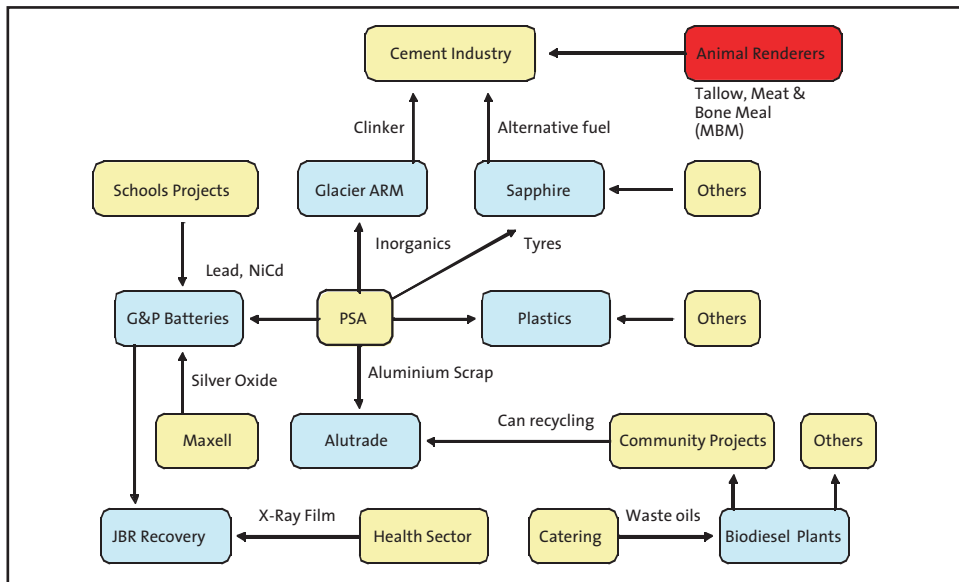 Cement Industry
Animal Renderers
Tallow, Meat &
Bone Meal
(MBM)
Clinker
Alternative fuel
Schools Projects
Glacier ARM
Sapphire
Others
Inorganics
Tyres
Lead, NiCd
G&P Batteries
PSA
Plastics
Others
Aluminium Scrap
Silver Oxide
Can recycling
Maxell
Alutrade
Community Projects
Others
X-Ray Film
Waste oils
JBR Recovery
Health Sector
Catering
Biodiesel Plants